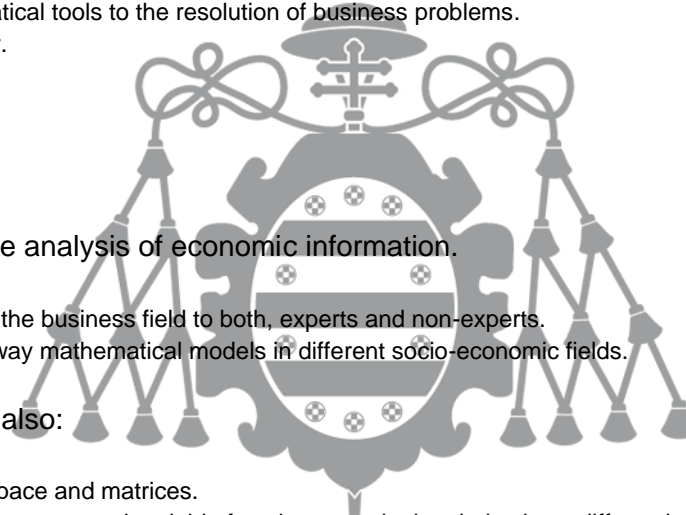 atical tools to the resolution of business problems.
e analysis of economic information.
the business field to both, experts and non-experts.
way mathematical models in different socio-economic fields.
also:
pace and matrices.